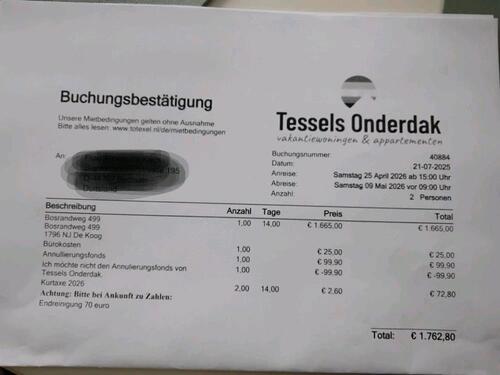 Buchungsbestätigung
Unsere Mietbedingungen gelten ohne Ausnahme
Bitte alles lesen: www.totexel.nl/de/mietbedingungen
Tessels Onderdak
vakantiewoningen & appartementen
An:
195
Buchungsnummer: 40884
Datum: 21-07-2025
Anreise: Samstag 25 April 2026 ab 15:00 Uhr
Abreise: Samstag 09 Mai 2026 vor 09:00 Uhr
Anzahl: 2 Personen
Beschreibung Anzahl Tage Preis Total
Bosrandweg 499 1,00 14,00 € 1.665,00 € 1.665,00
Bosrandweg 499
1796 NJ De Koog
Bürokosten 1,00 € 25,00 € 25,00
Annullierungsfonds 1,00 € 99,90 € 99,90
Ich möchte nicht den Annulierungsfonds von 1,00 € -99,90 € -99,90
Tessels Onderdak.
Kurtaxe 2026 2,00 14,00 € 2,60 € 72,80
Achtung: Bitte bei Ankunft zu Zahlen:
Endreinigung 70 euro
Total: € 1.762,80